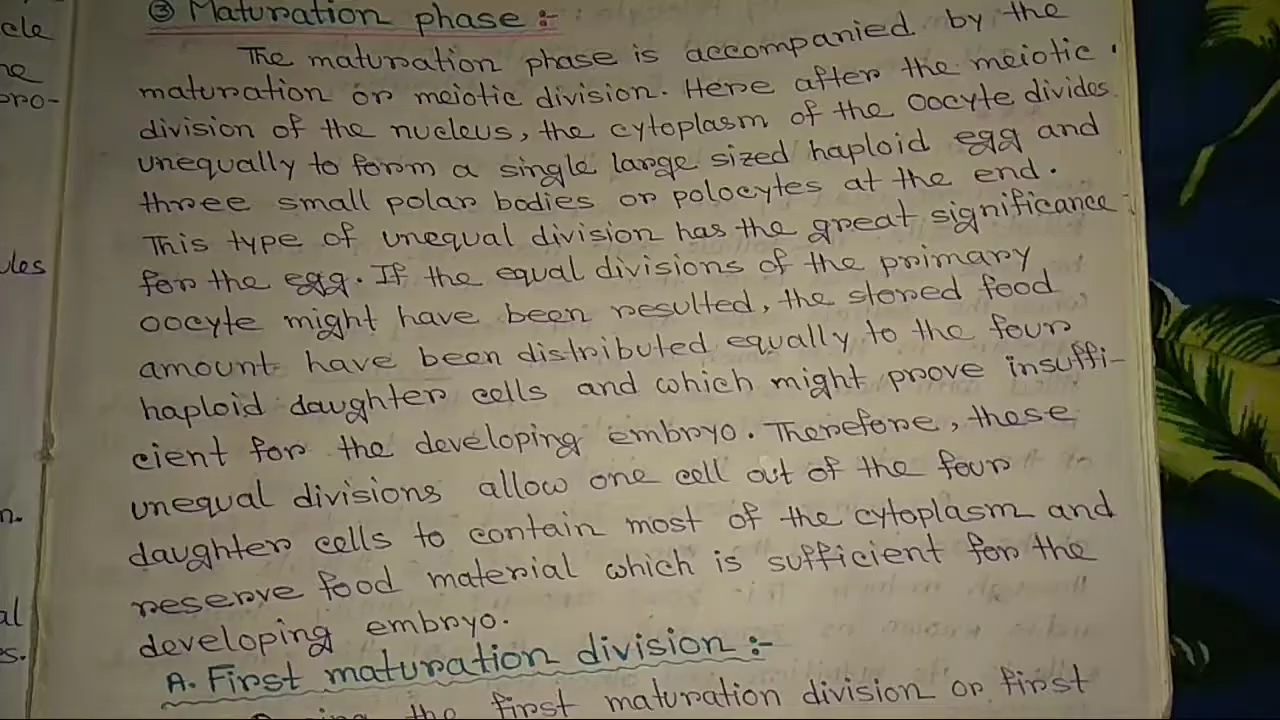 cle
③ Maturation phase :-
The maturation phase is accompanied by the
maturation or meiotic division. Here after the meiotic
pro-
division of the nucleus, the cytoplasm of the oocyte divides
unequally to form a single large sized haploid egg and
three small polar bodies or polocytes at the end.
This type of unequal division has the great significance
for the egg. If the equal divisions of the primary
oocyte might have been resulted, the stored food
amount have been distributed equally to the four
haploid daughter cells and which might prove insuffi-
cient for the developing embryo. Therefore, these
unequal divisions allow one cell out of the four
daughter cells to contain most of the cytoplasm and
reserve food material which is sufficient for the
developing embryo.
A. First maturation division :-
the first maturation division or first